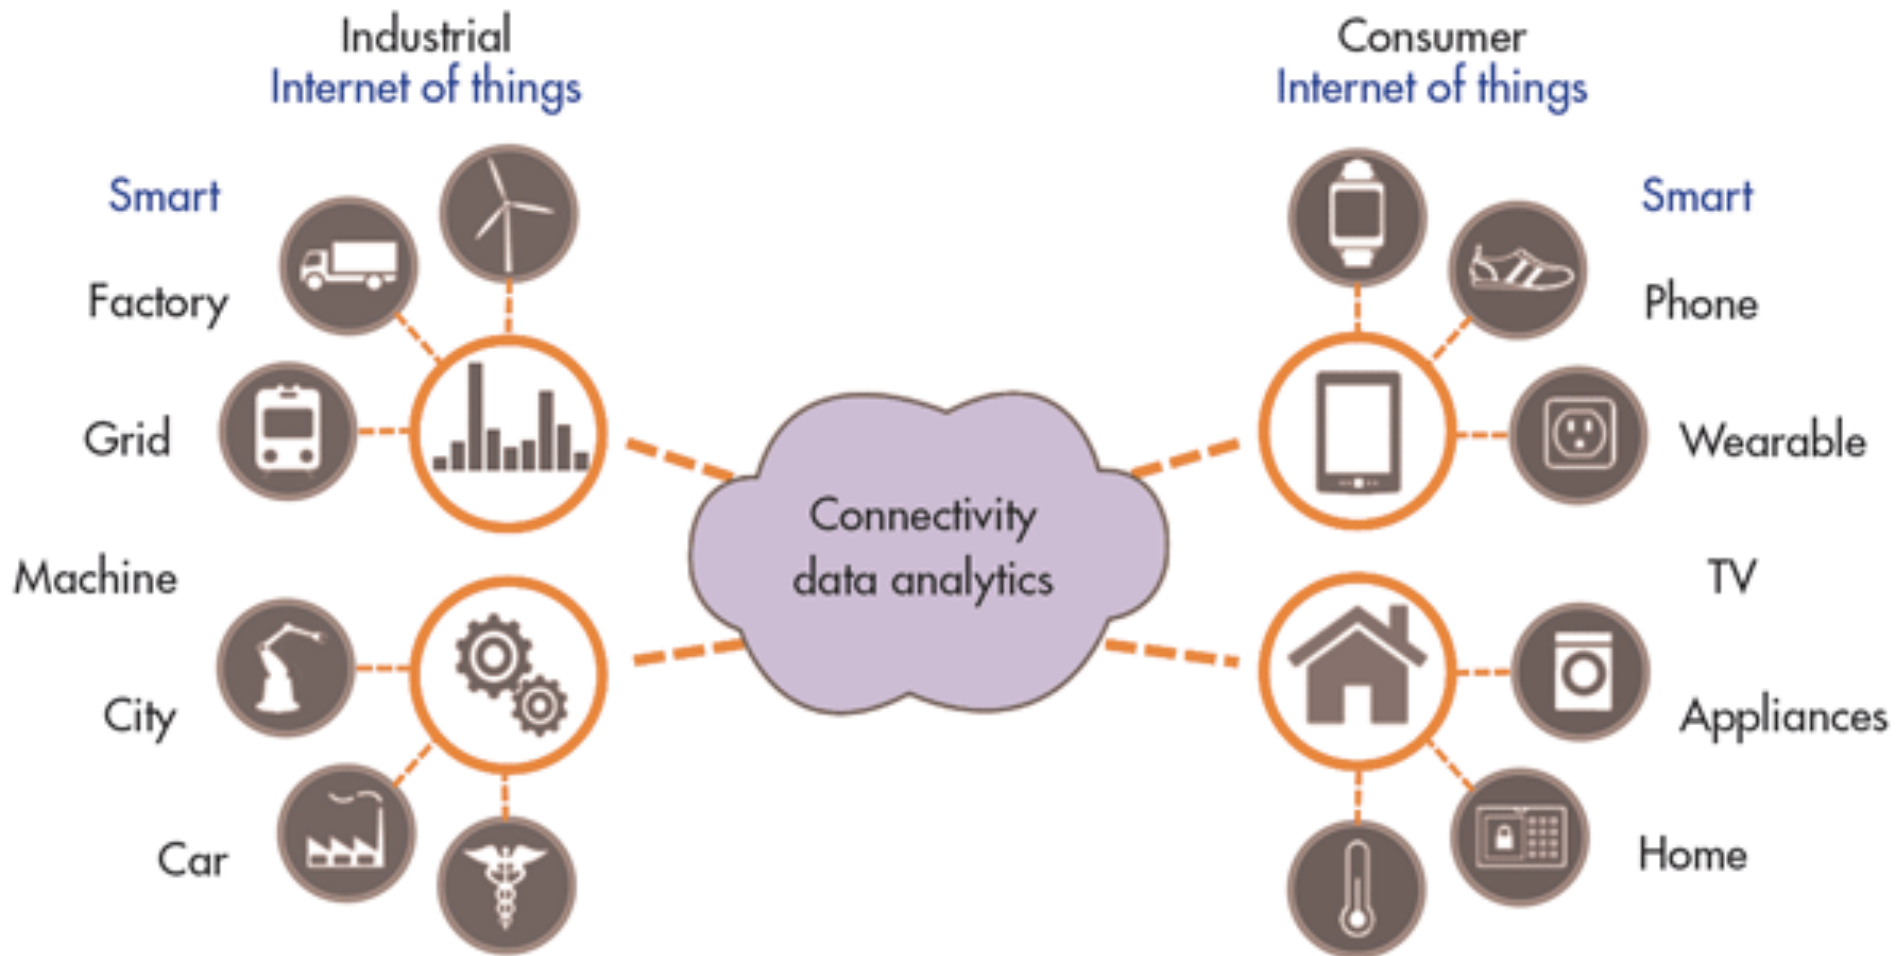 Industrial
Internet of things
Smart
Factory
Grid
Machine
City
Car
Connectivity
data analytics
Consumer
Internet of things
Smart
Phone
Wearable
TV
Appliances
Home